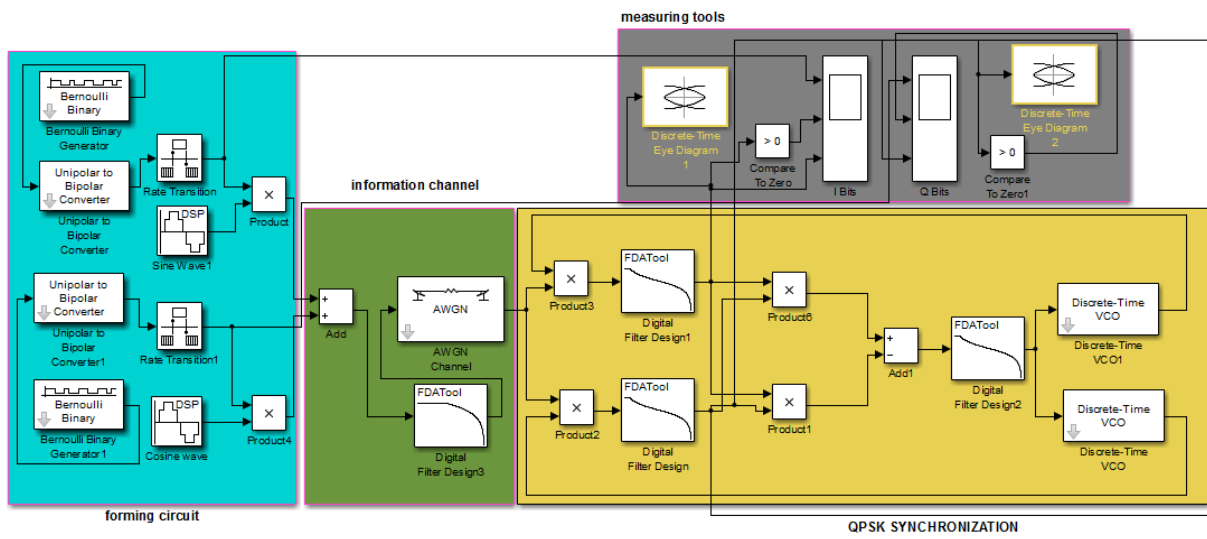 measuring tools
Bernoulli
Binary
Bernoulli Binary
Generator
Unipolar to
Bipolar
Converter
Unipolar to
Bipolar
Converter
Rate Transition
DSP
Sine Wave1
×
Product
Unipolar to
Bipolar
Converter
Unipolar to
Bipolar
Converter1
Rate Transition1
Bernoulli
Binary
Bernoulli Binary
Generator1
DSP
Cosine wave
×
Product4
forming circuit
information channel
+
+
Add
AWGN
AWGN
Channel
FDATool
Digital
Filter Design3
Discrete-Time
Eye Diagram
1
> 0
Compare
To Zero
I Bits
Q Bits
Discrete-Time
Eye Diagram
2
> 0
Compare
To Zero1
×
Product3
FDATool
Digital
Filter Design1
×
Product2
FDATool
Digital
Filter Design
×
Product6
×
Product1
+
−
Add1
FDATool
Digital
Filter Design2
Discrete-Time
VCO
Discrete-Time
VCO1
Discrete-Time
VCO
Discrete-Time
VCO
QPSK SYNCHRONIZATION